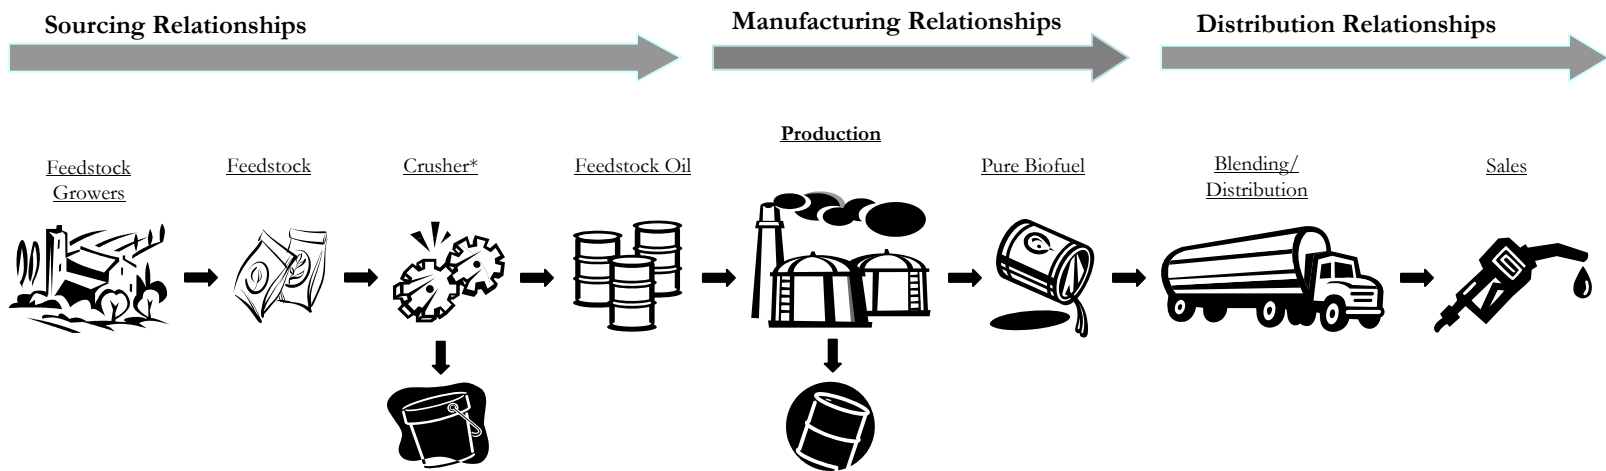 Sourcing Relationships
Manufacturing Relationships
Distribution Relationships
Production
Feedstock
Growers
Feedstock
Crusher*
Feedstock Oil
Pure Biofuel
Blending/
Distribution
Sales